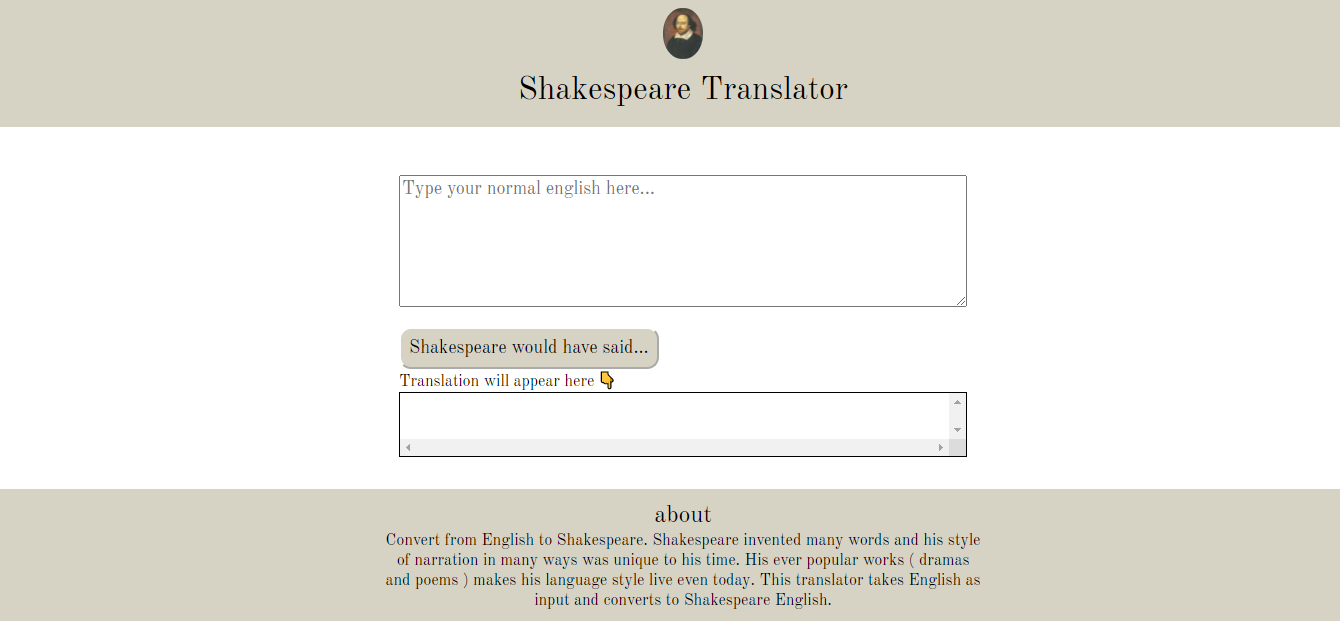 Shakespeare Translator
Type your normal english here...
Shakespeare would have said...
Translation will appear here 👇
about
Convert from English to Shakespeare. Shakespeare invented many words and his style
of narration in many ways was unique to his time. His ever popular works ( dramas
and poems ) makes his language style live even today. This translator takes English as
input and converts to Shakespeare English.